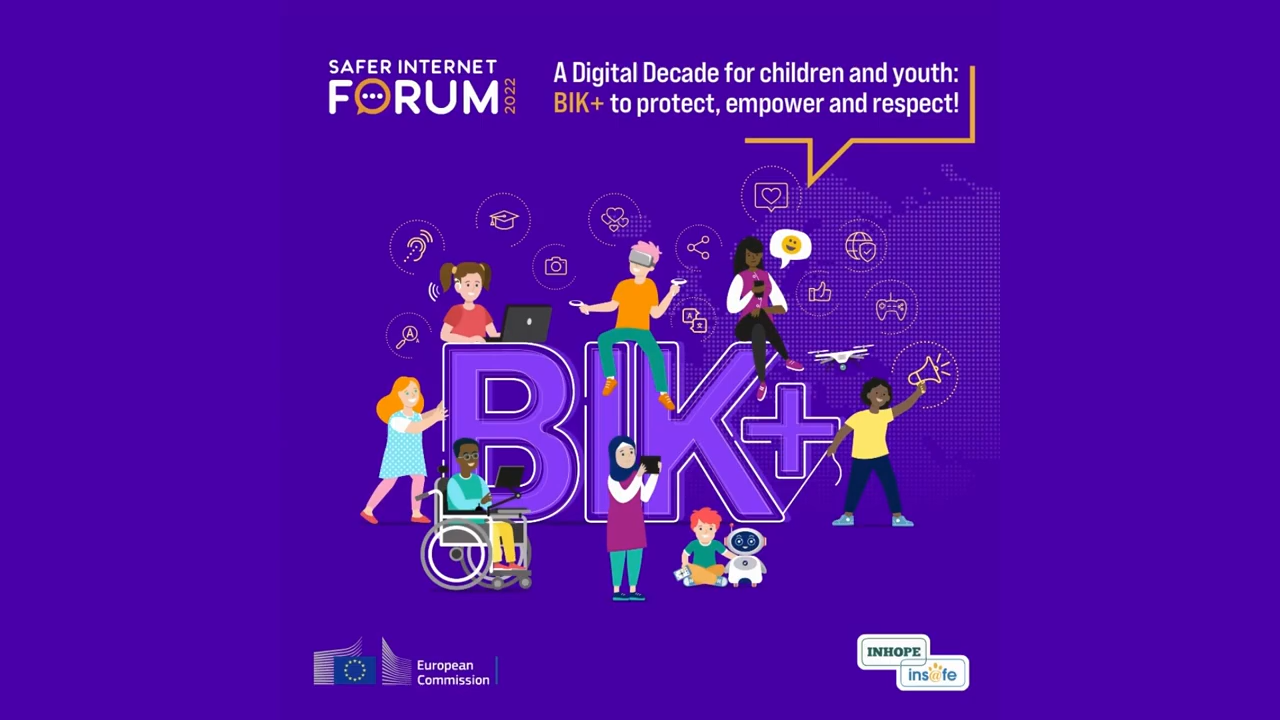 SAFER INTERNET
FORUM
2022
A Digital Decade for children and youth:
BIK+ to protect, empower and respect!
A
A
BIK+
European
Commission
INHOPE
ins@fe